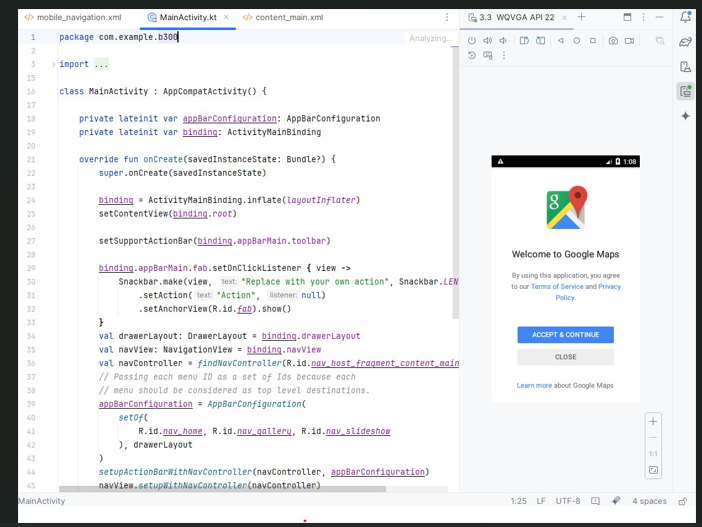 mobile_navigation.xml
MainActivity.kt
content_main.xml
3.3 WQVGA API 22
1 package com.example.b300
Analyzing...
2
3 import ...
15
16 class MainActivity : AppCompatActivity() {
17
18 private lateinit var appBarConfiguration: AppBarConfiguration
19 private lateinit var binding: ActivityMainBinding
20
21 override fun onCreate(savedInstanceState: Bundle?) {
22 super.onCreate(savedInstanceState)
23
24 binding = ActivityMainBinding.inflate(layoutInflater)
25 setContentView(binding.root)
26
27 setSupportActionBar(binding.appBarMain.toolbar)
28
29 binding.appBarMain.fab.setOnClickListener { view ->
30 Snackbar.make(view, text: "Replace with your own action", Snackbar.LEN
31 .setAction( text: "Action", listener: null)
32 .setAnchorView(R.id.fab).show()
33 }
34 val drawerLayout: DrawerLayout = binding.drawerLayout
35 val navView: NavigationView = binding.navView
36 val navController = findNavController(R.id.nav_host_fragment_content_main
37 // Passing each menu ID as a set of Ids because each
38 // menu should be considered as top level destinations.
39 appBarConfiguration = AppBarConfiguration(
40 setOf(
41 R.id.nav_home, R.id.nav_gallery, R.id.nav_slideshow
42 ), drawerLayout
43 )
44 setupActionBarWithNavController(navController, appBarConfiguration)
45 navView.setupWithNavController(navController)
1:08
g
Welcome to Google Maps
By using this application, you agree
to our Terms of Service and Privacy
Policy.
ACCEPT & CONTINUE
CLOSE
Learn more about Google Maps
1:1
MainActivity
1:25 LF UTF-8 4 spaces